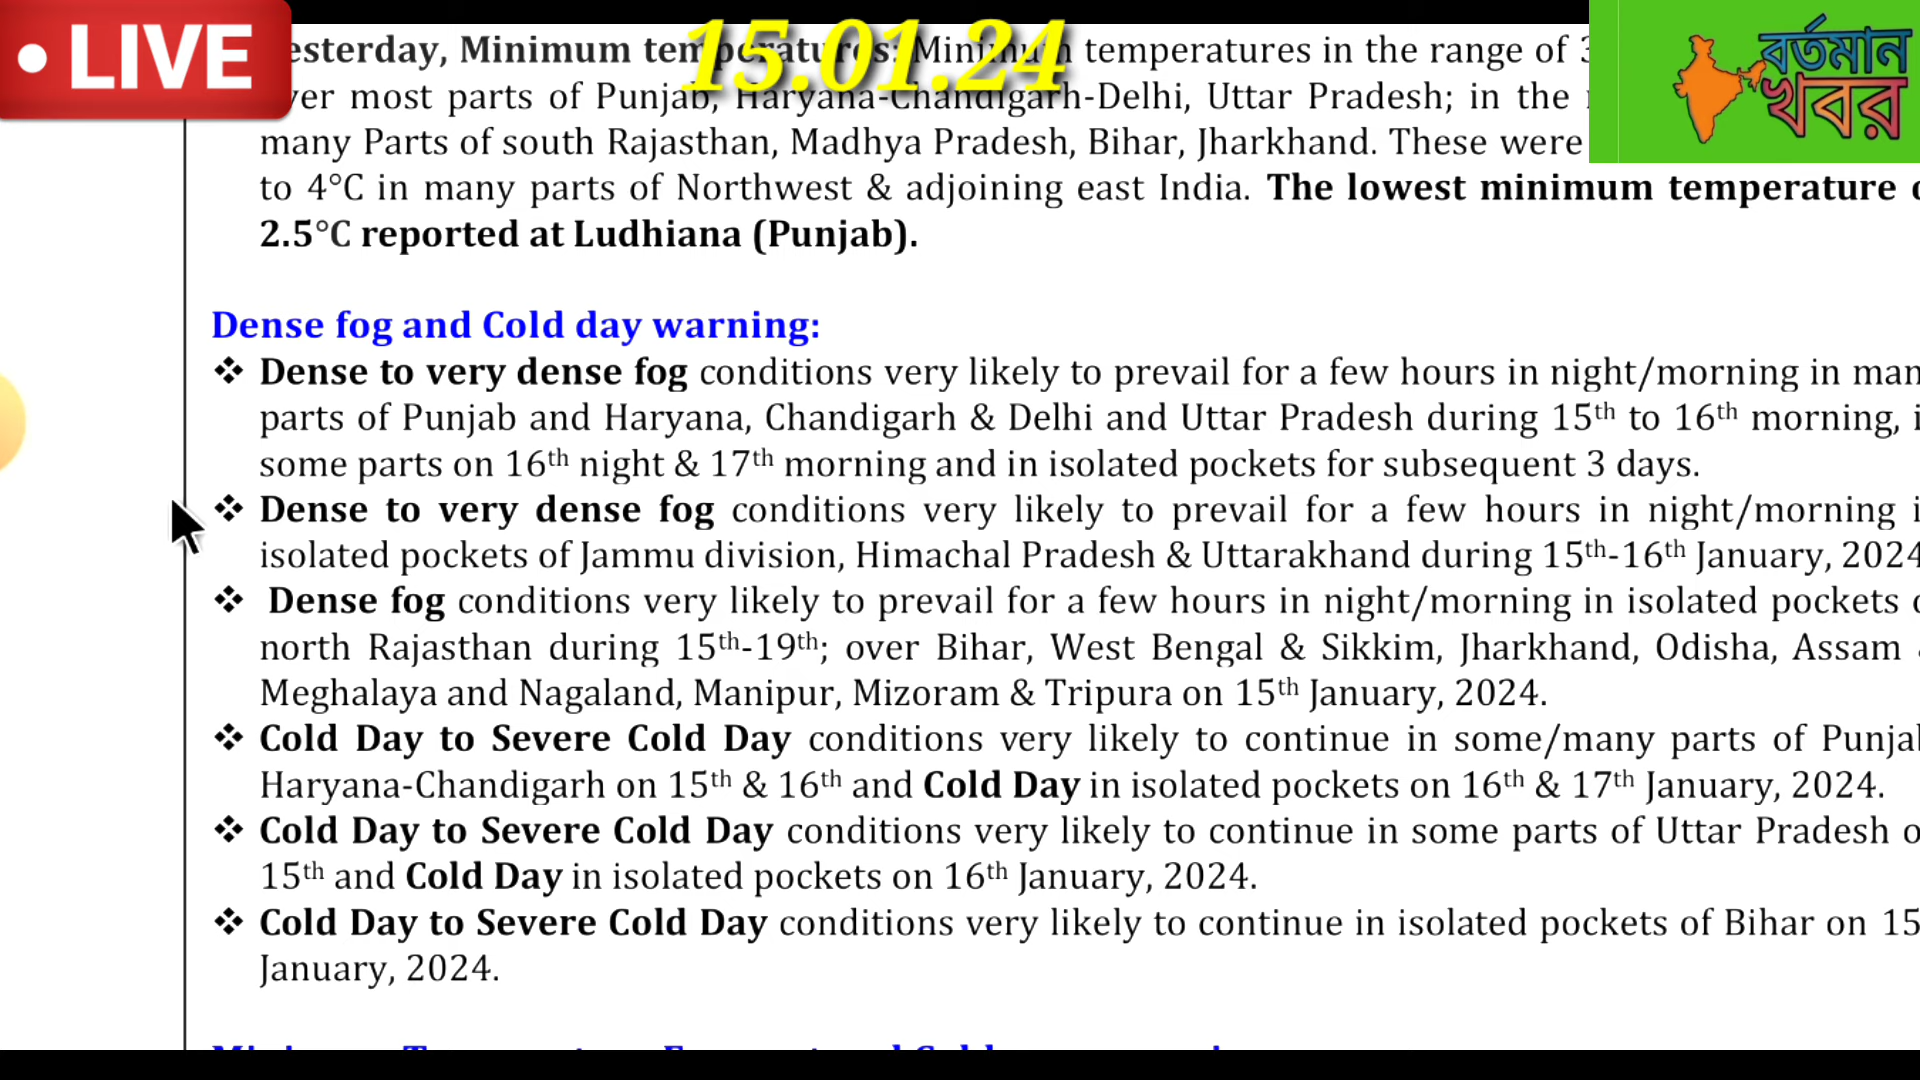 LIVE
15.01.24
বর্তমান
খবর
esterday, Minimum temperatures: Minimum temperatures in the range of 3
ver most parts of Punjab, Haryana-Chandigarh-Delhi, Uttar Pradesh; in the
many Parts of south Rajasthan, Madhya Pradesh, Bihar, Jharkhand. These were
to 4°C in many parts of Northwest & adjoining east India. The lowest minimum temperature
2.5°C reported at Ludhiana (Punjab).
Dense fog and Cold day warning:
❖ Dense to very dense fog conditions very likely to prevail for a few hours in night/morning in man
parts of Punjab and Haryana, Chandigarh & Delhi and Uttar Pradesh during 15th to 16th morning, i
some parts on 16th night & 17th morning and in isolated pockets for subsequent 3 days.
❖ Dense to very dense fog conditions very likely to prevail for a few hours in night/morning i
isolated pockets of Jammu division, Himachal Pradesh & Uttarakhand during 15th-16th January, 2024
❖ Dense fog conditions very likely to prevail for a few hours in night/morning in isolated pockets o
north Rajasthan during 15th-19th; over Bihar, West Bengal & Sikkim, Jharkhand, Odisha, Assam
Meghalaya and Nagaland, Manipur, Mizoram & Tripura on 15th January, 2024.
❖ Cold Day to Severe Cold Day conditions very likely to continue in some/many parts of Punjab
Haryana-Chandigarh on 15th & 16th and Cold Day in isolated pockets on 16th & 17th January, 2024.
❖ Cold Day to Severe Cold Day conditions very likely to continue in some parts of Uttar Pradesh o
15th and Cold Day in isolated pockets on 16th January, 2024.
❖ Cold Day to Severe Cold Day conditions very likely to continue in isolated pockets of Bihar on 15
January, 2024.